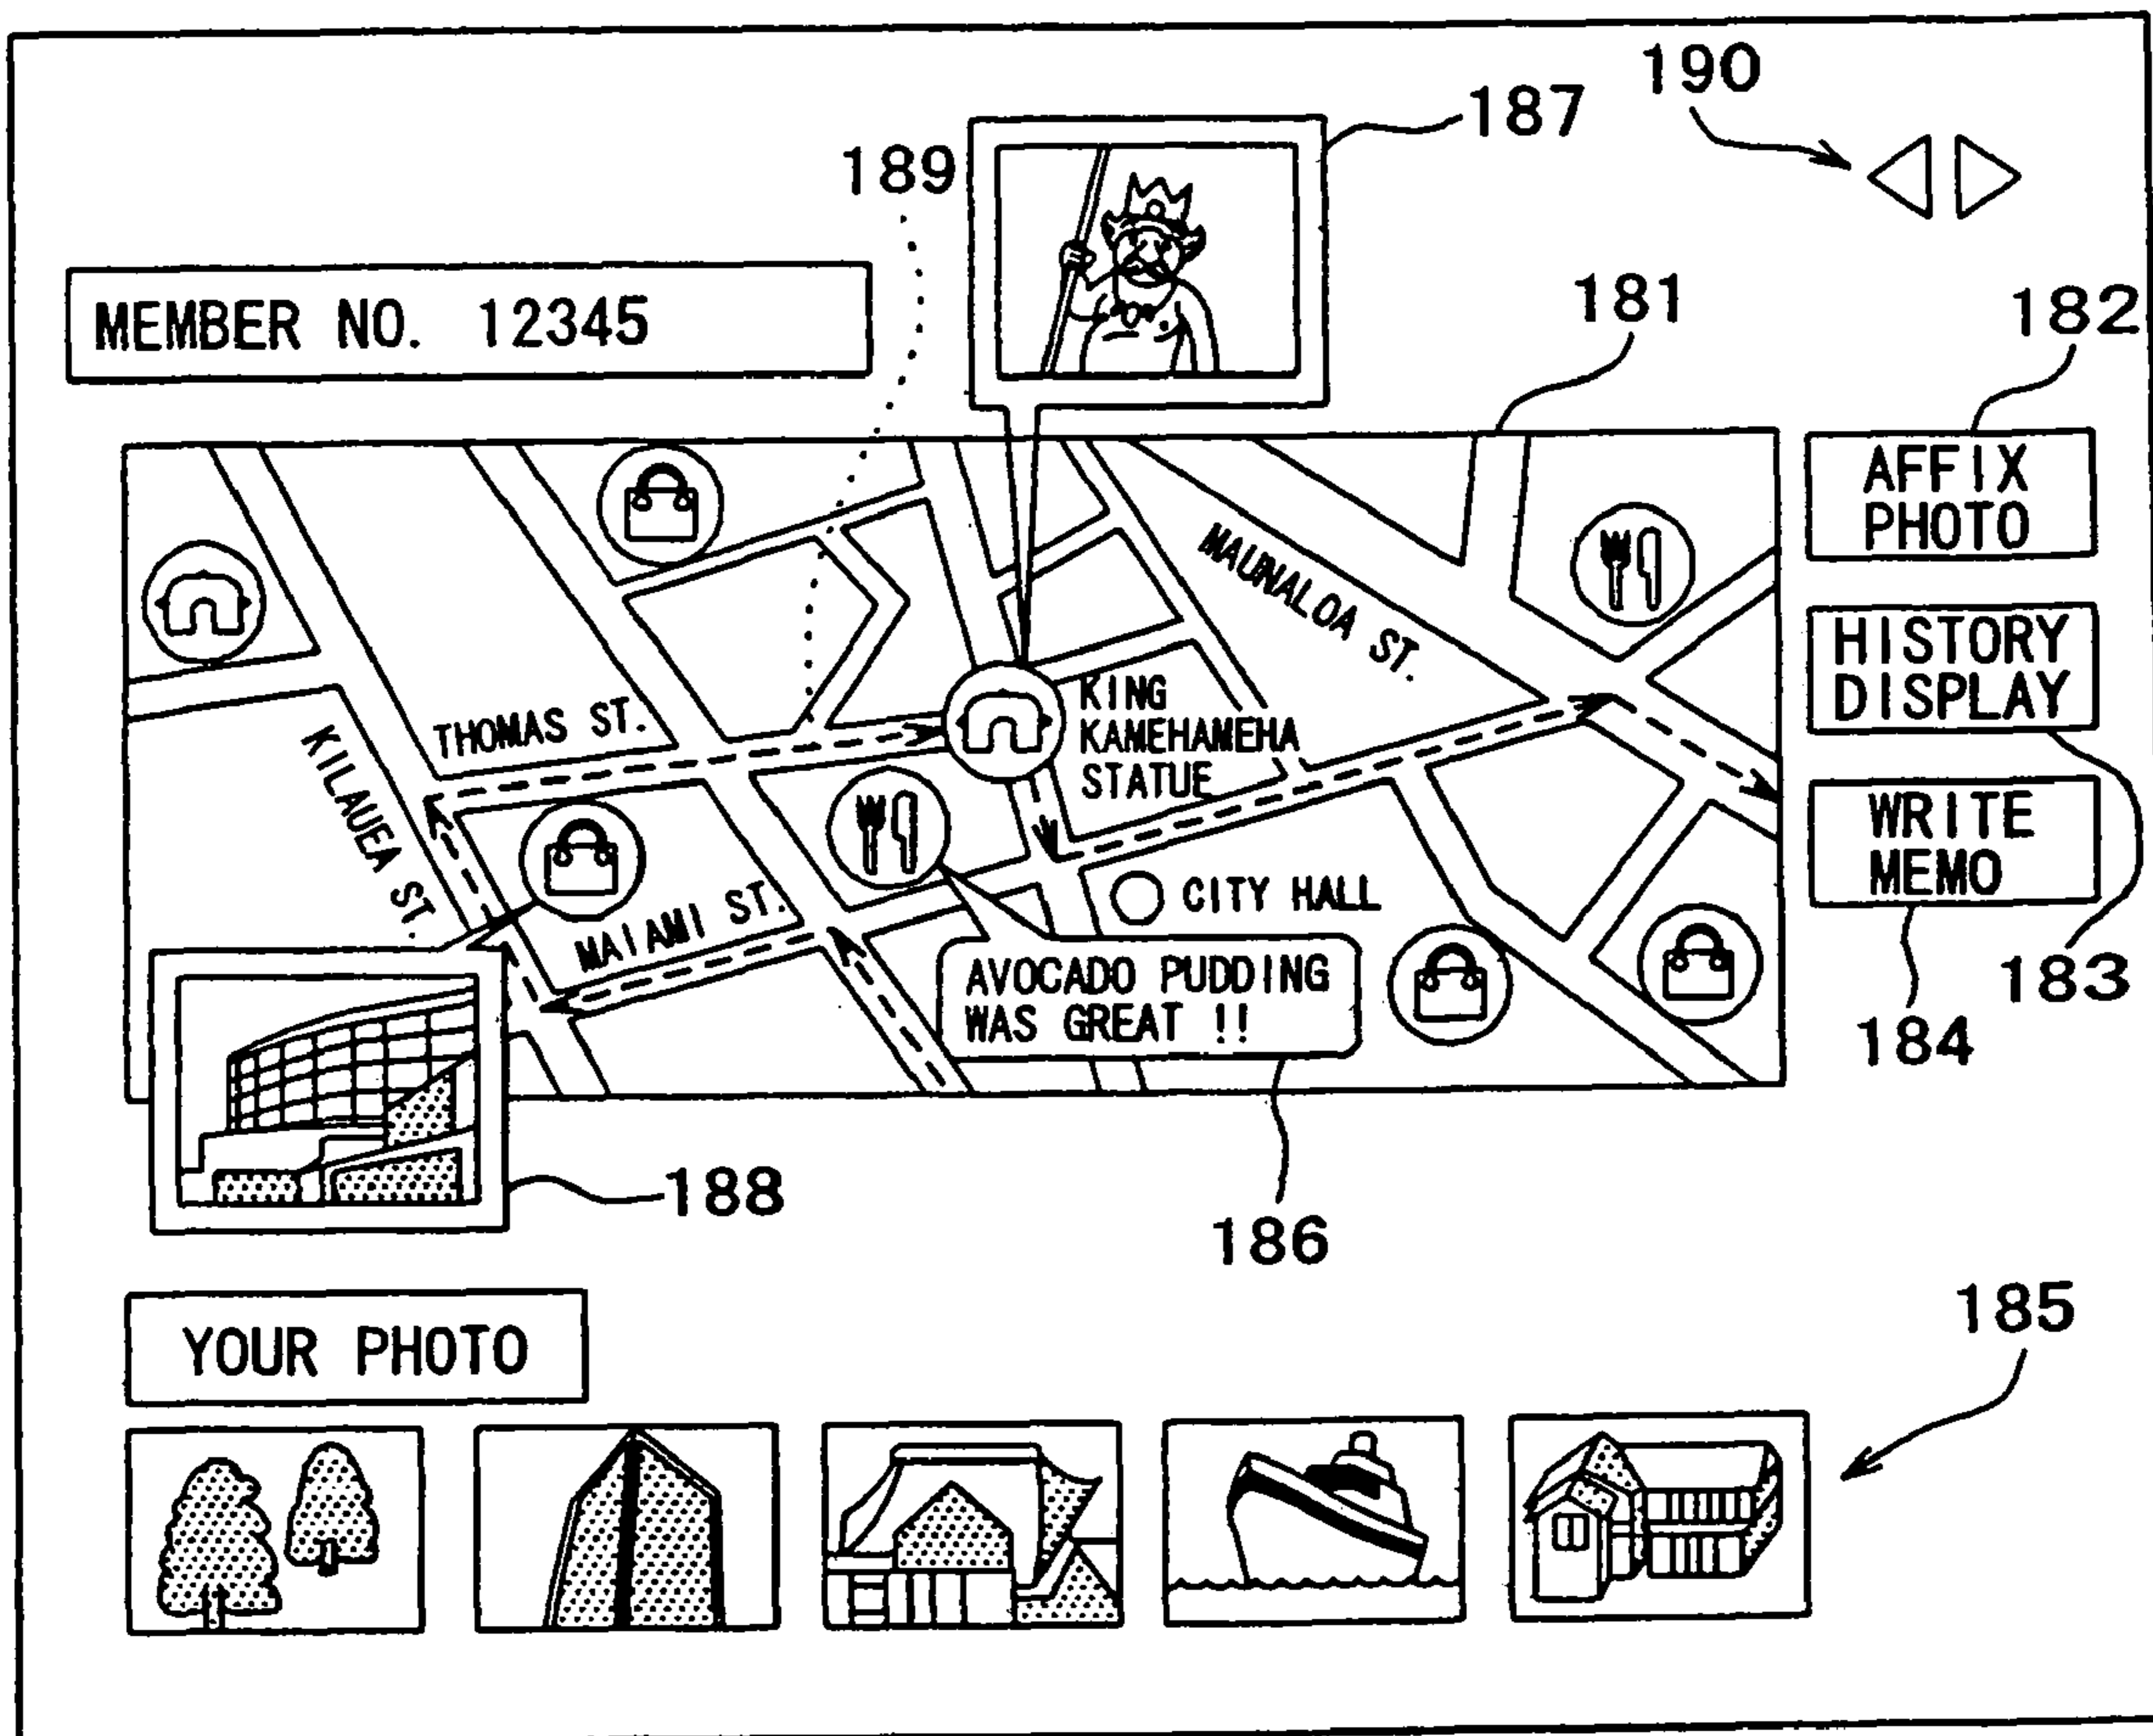 190
187
189
181
182
MEMBER NO. 12345
AFFIX
PHOTO
HISTORY
DISPLAY
WRITE
MEMO
MAUNALOA ST.
THOMAS ST.
KING
KAMEHAMEHA
STATUE
KILAUEA ST.
MAIAMI ST.
CITY HALL
AVOCADO PUDDING
WAS GREAT !!
183
184
188
186
185
YOUR PHOTO